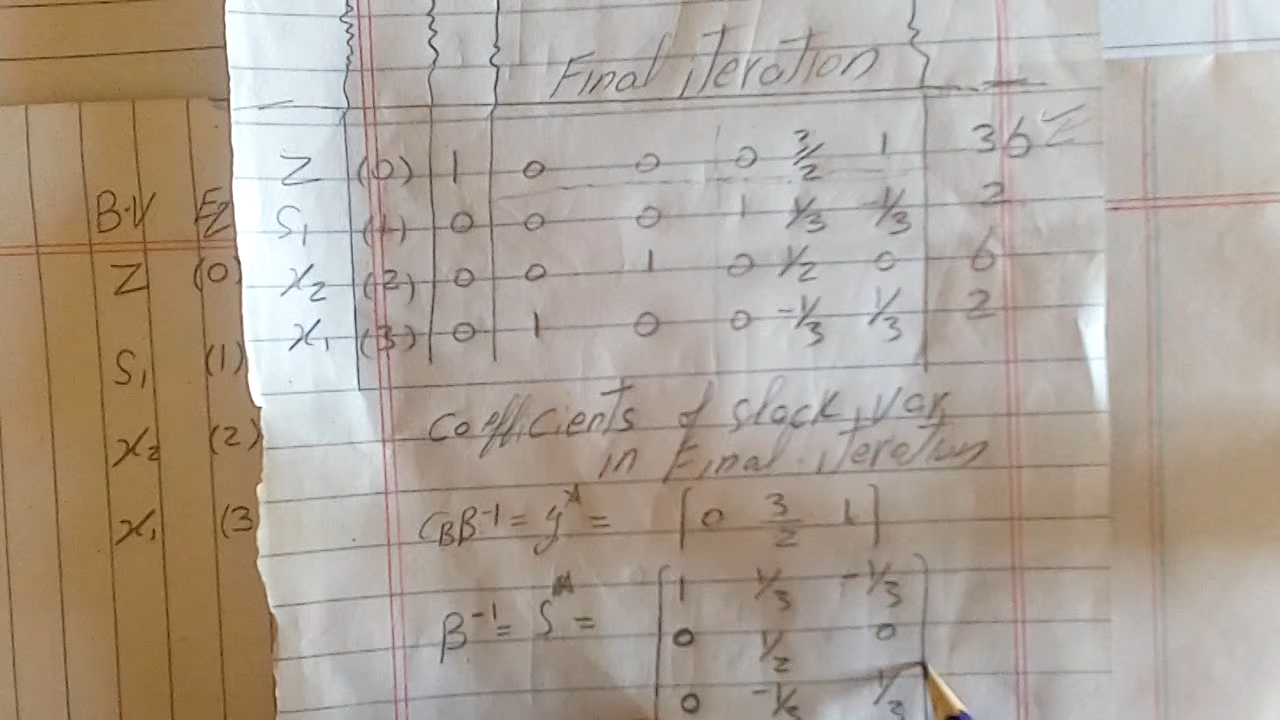 Final iteration
Z (0) 1 0 0 0 3/2 1 36 Z
S₁ (1) 0 0 0 1 1/3 -1/3 2
x₂ (2) 0 0 1 0 1/2 0 6
x₁ (3) 0 1 0 0 -1/3 1/3 2
coefficients of slack var
in Final iteration
C_B B⁻¹ = y* = [0 3/2 1]
B⁻¹ = S* = [1 1/3 -1/3
0 1/2 0
0 -1/3 1/3
B.V
Z (0)
S₁ (1)
x₂ (2)
x₁ (3